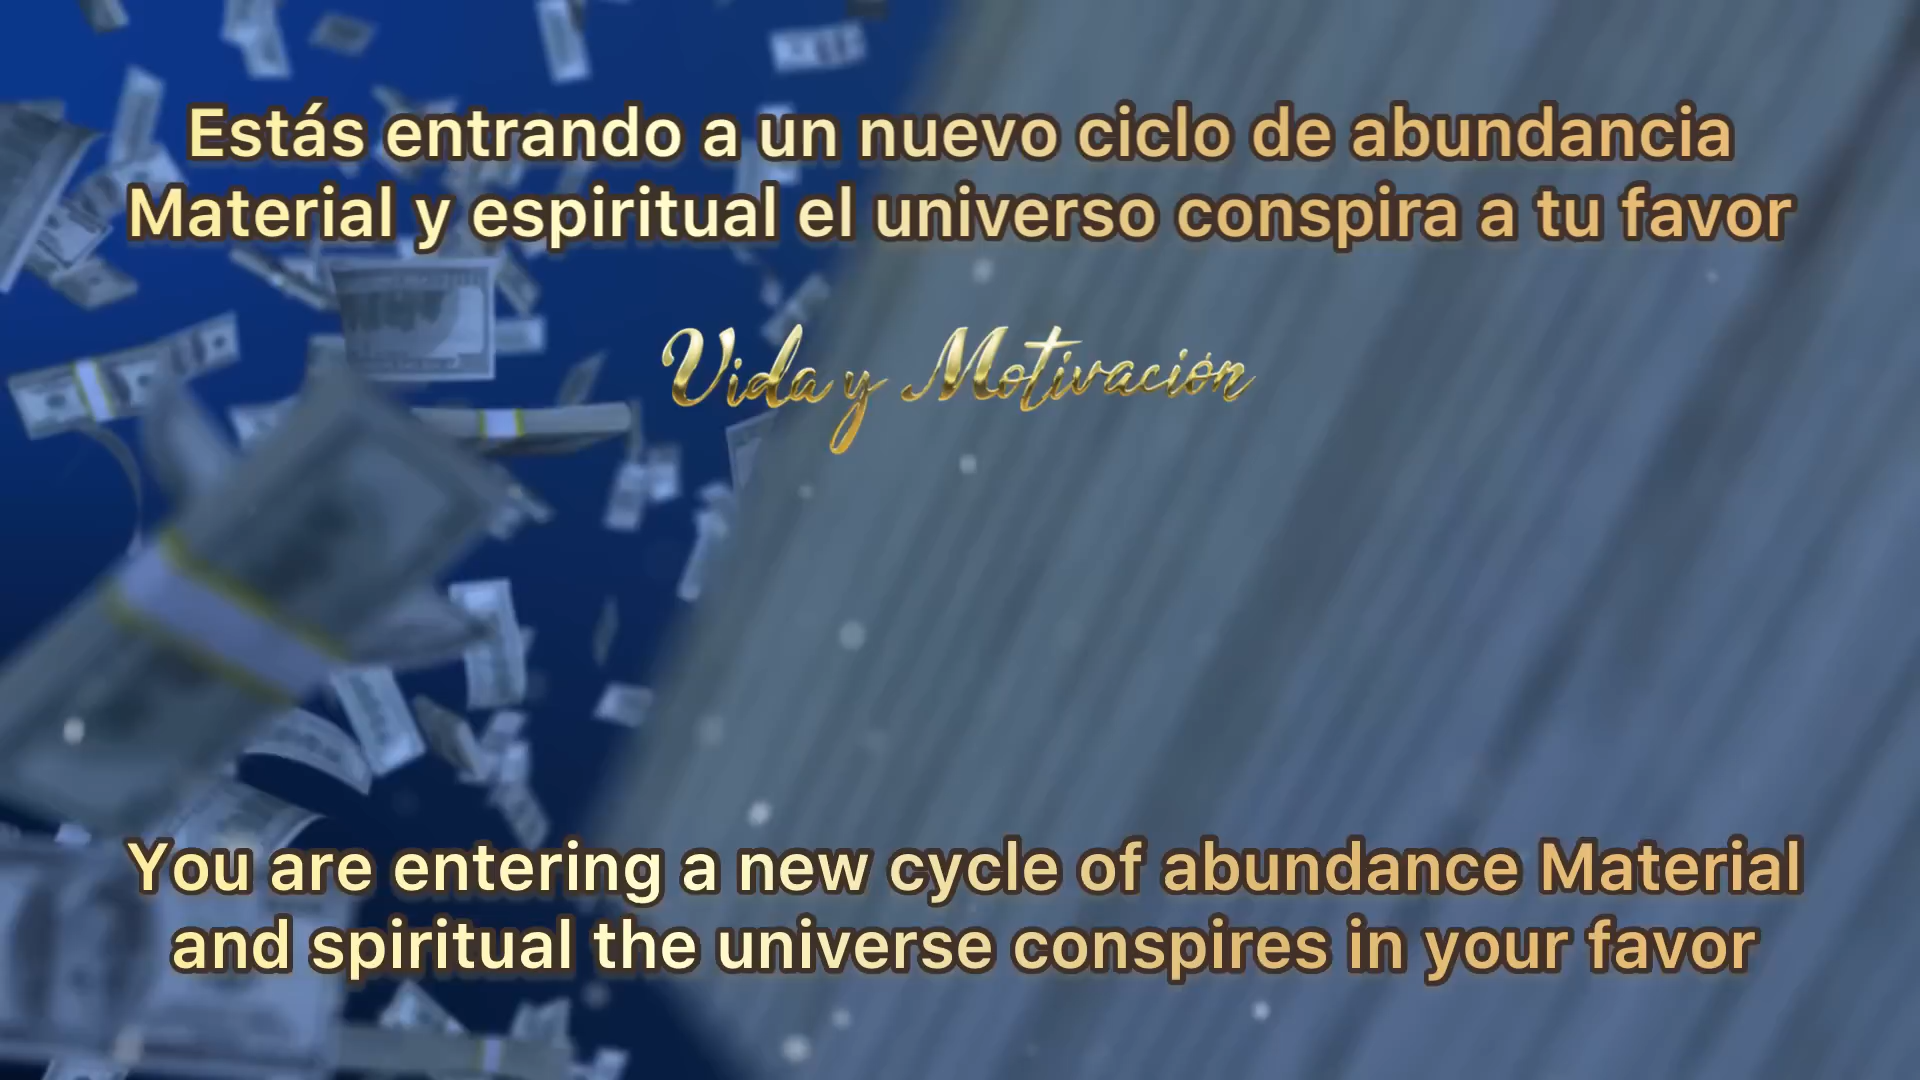 Estás entrando a un nuevo ciclo de abundancia
Material y espiritual el universo conspira a tu favor
Vida y Motivación
You are entering a new cycle of abundance Material
and spiritual the universe conspires in your favor